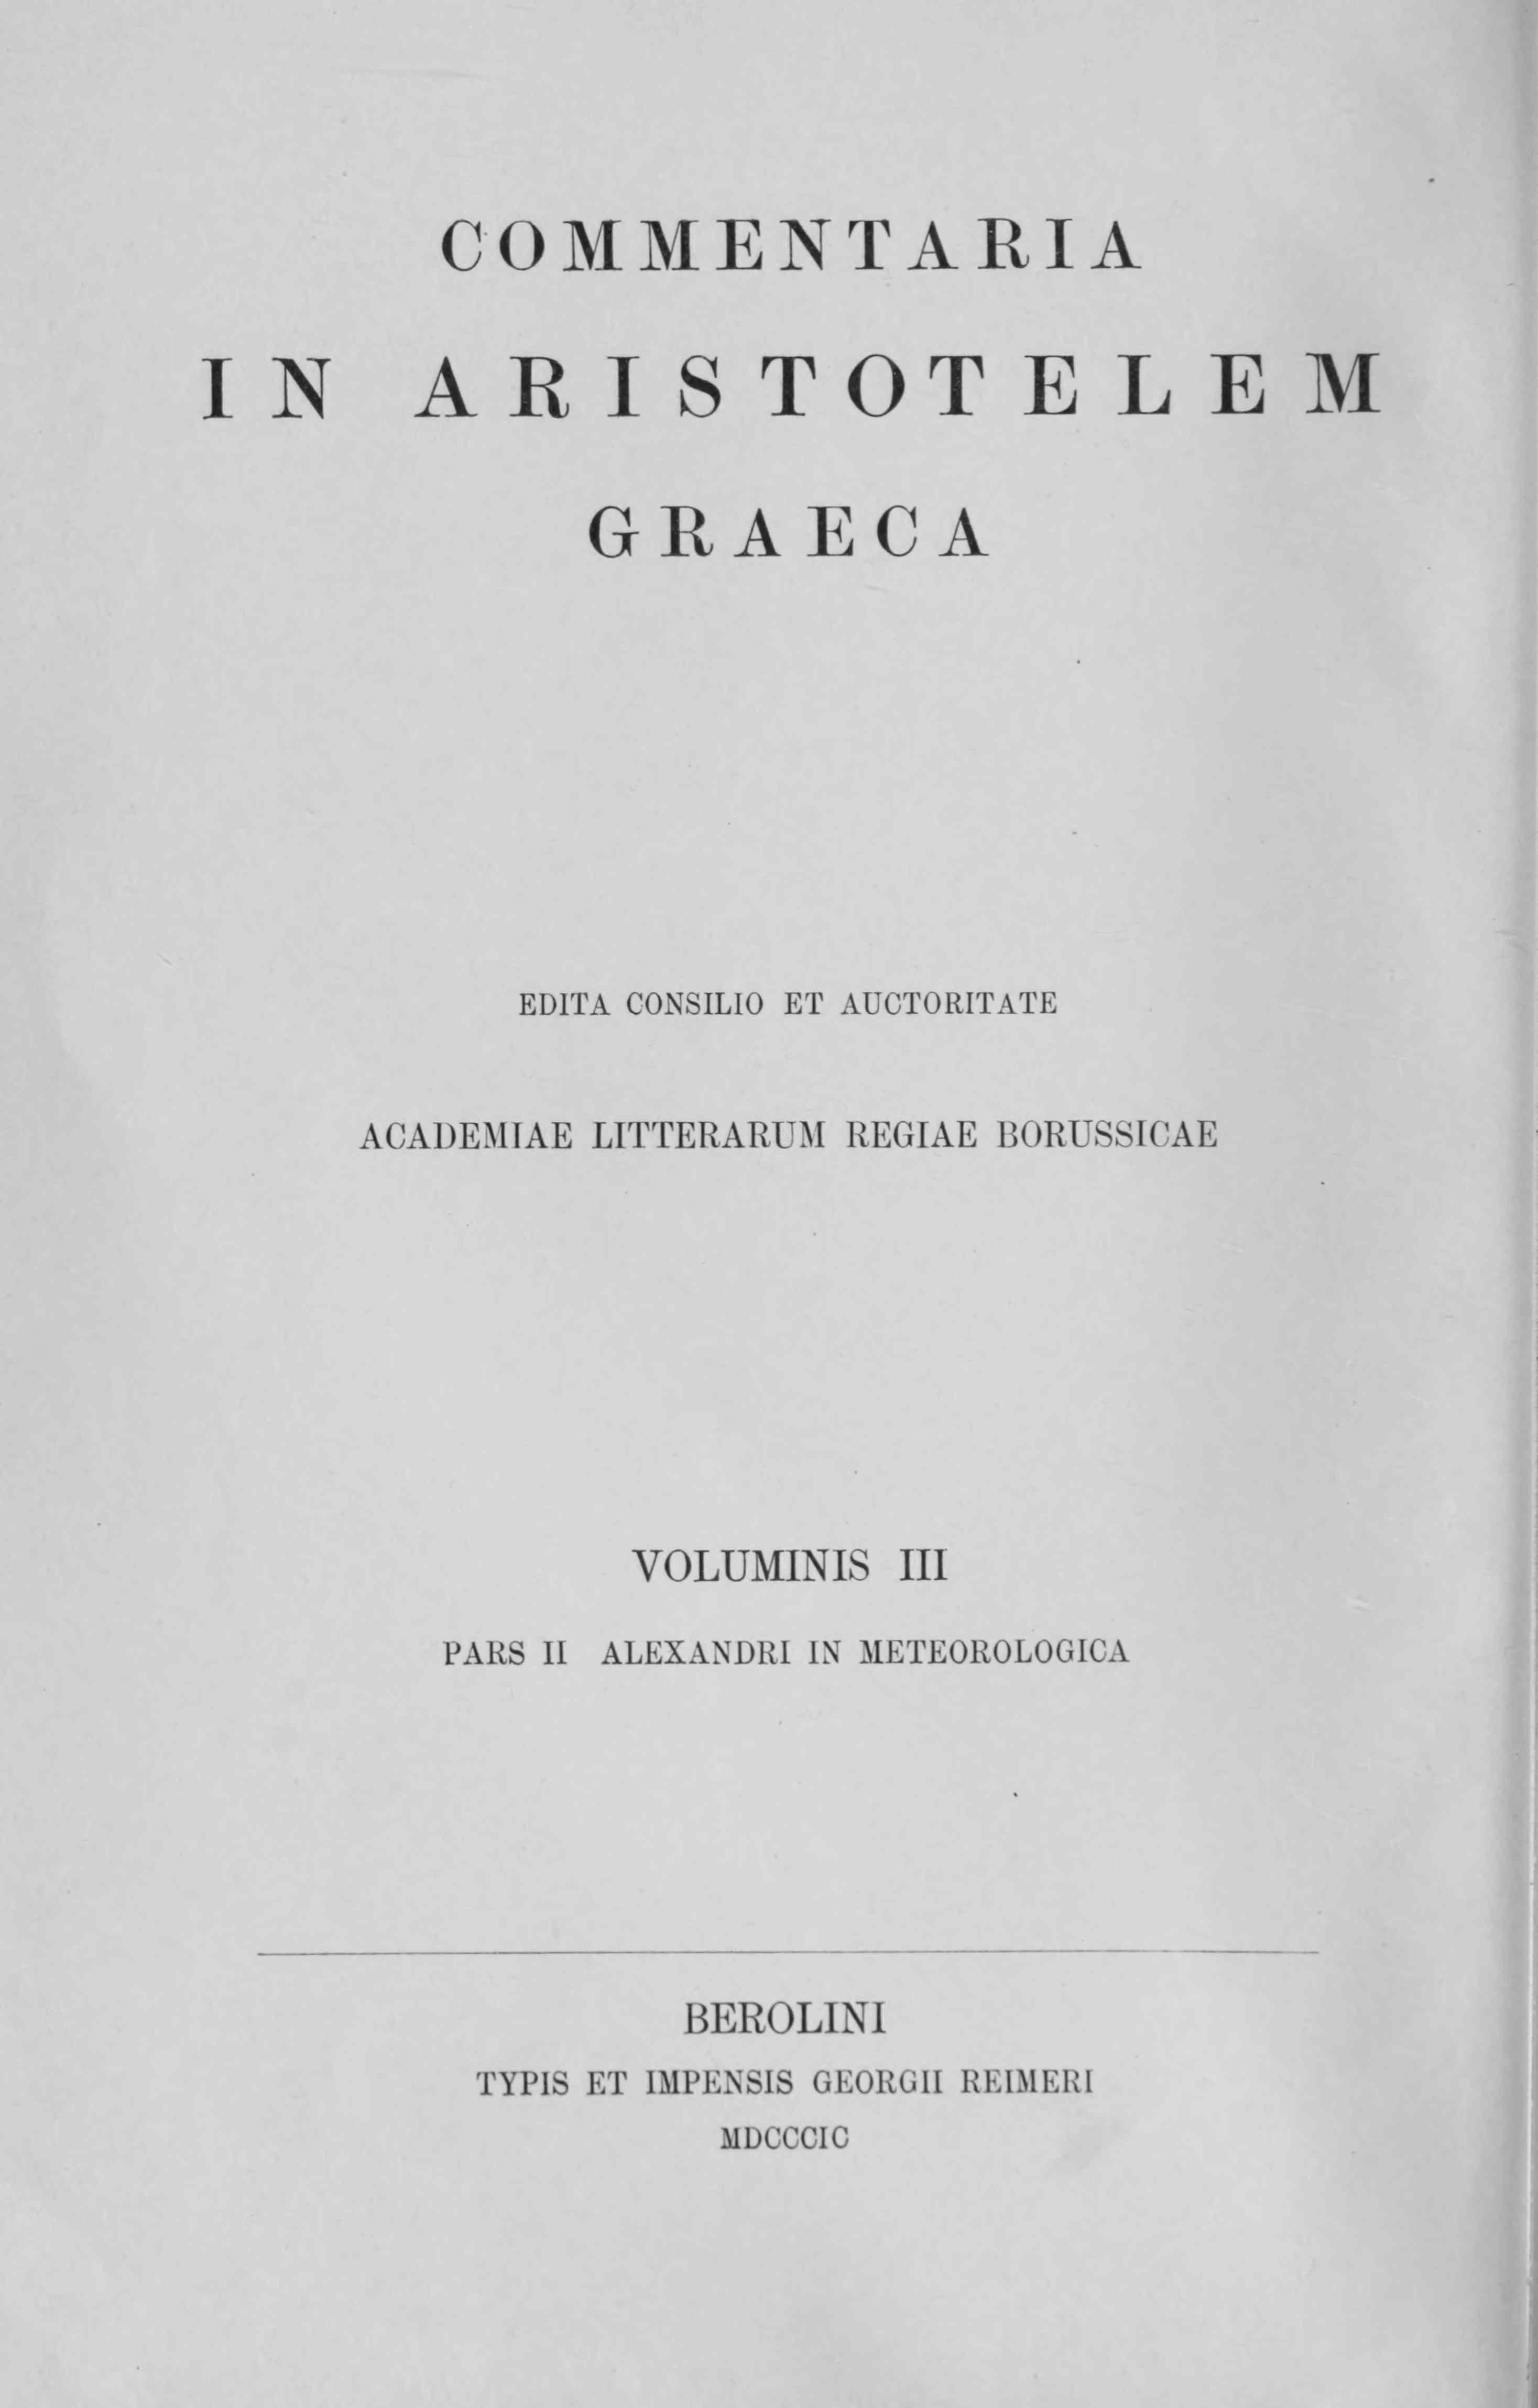 COMMENTARIA
IN ARISTOTELEM
GRAECA
EDITA CONSILIO ET AUCTORITATE
ACADEMIAE LITTERARUM REGIAE BORUSSICAE
VOLUMINIS III
PARS II ALEXANDRI IN METEOROLOGICA
BEROLINI
TYPIS ET IMPENSIS GEORGII REIMERI
MDCCCIC